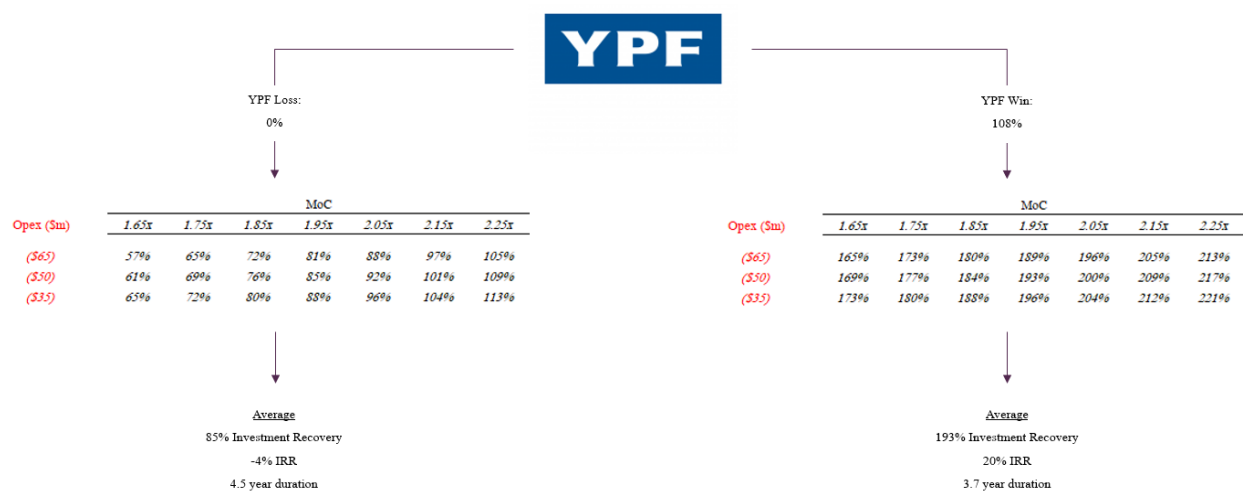 YPF
YPF Loss:
0%
MoC
Opex ($m) 1.65x 1.75x 1.85x 1.95x 2.05x 2.15x 2.25x
($65) 57% 65% 72% 81% 88% 97% 105%
($50) 61% 69% 76% 85% 92% 101% 109%
($35) 65% 72% 80% 88% 96% 104% 113%
Average
85% Investment Recovery
-4% IRR
4.5 year duration
YPF Win:
108%
MoC
Opex ($m) 1.65x 1.75x 1.85x 1.95x 2.05x 2.15x 2.25x
($65) 165% 173% 180% 189% 196% 205% 213%
($50) 169% 177% 184% 193% 200% 209% 217%
($35) 173% 180% 188% 196% 204% 212% 221%
Average
193% Investment Recovery
20% IRR
3.7 year duration